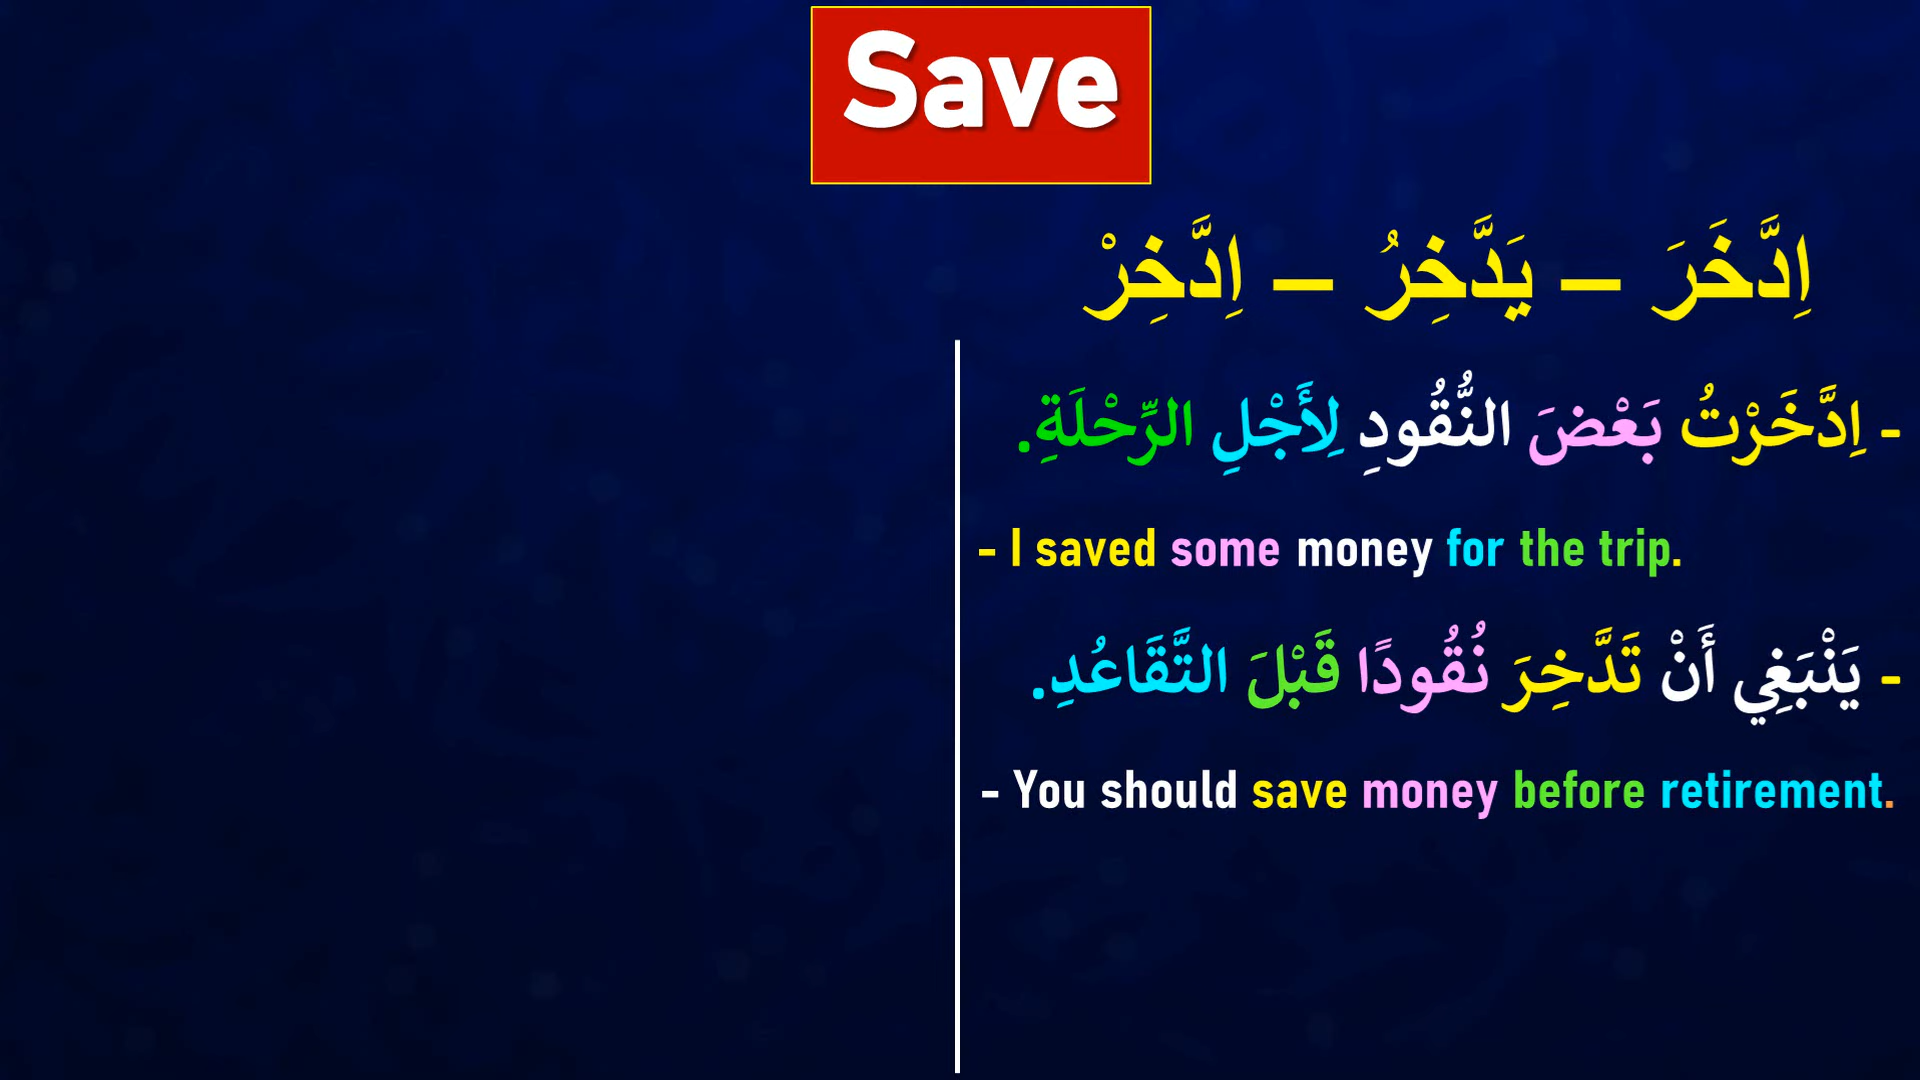 Save
اِدَّخَرَ – يَدَّخِرُ – اِدَّخِرْ
- اِدَّخَرْتُ بَعْضَ النُّقُودِ لِأَجْلِ الرِّحْلَةِ.
- I saved some money for the trip.
- يَنْبَغِي أَنْ تَدَّخِرَ نُقُودًا قَبْلَ التَّقَاعُدِ.
- You should save money before retirement.